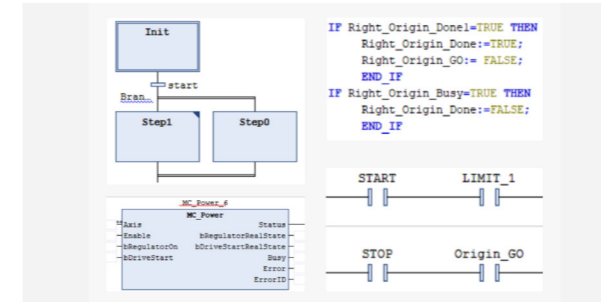 Init
start
Bran...
Step1 Step0
IF Right_Origin_Done1=TRUE THEN
Right_Origin_Done:=TRUE;
Right_Origin_GO:= FALSE;
END_IF
IF Right_Origin_Busy=TRUE THEN
Right_Origin_Done:=FALSE;
END_IF
MC_Power_6
MC_Power
Axis Status
Enable bRegulatorRealState
bRegulatorOn bDriveStartRealState
bDriveStart Busy
Error
ErrorID
START LIMIT_1
STOP Origin_GO